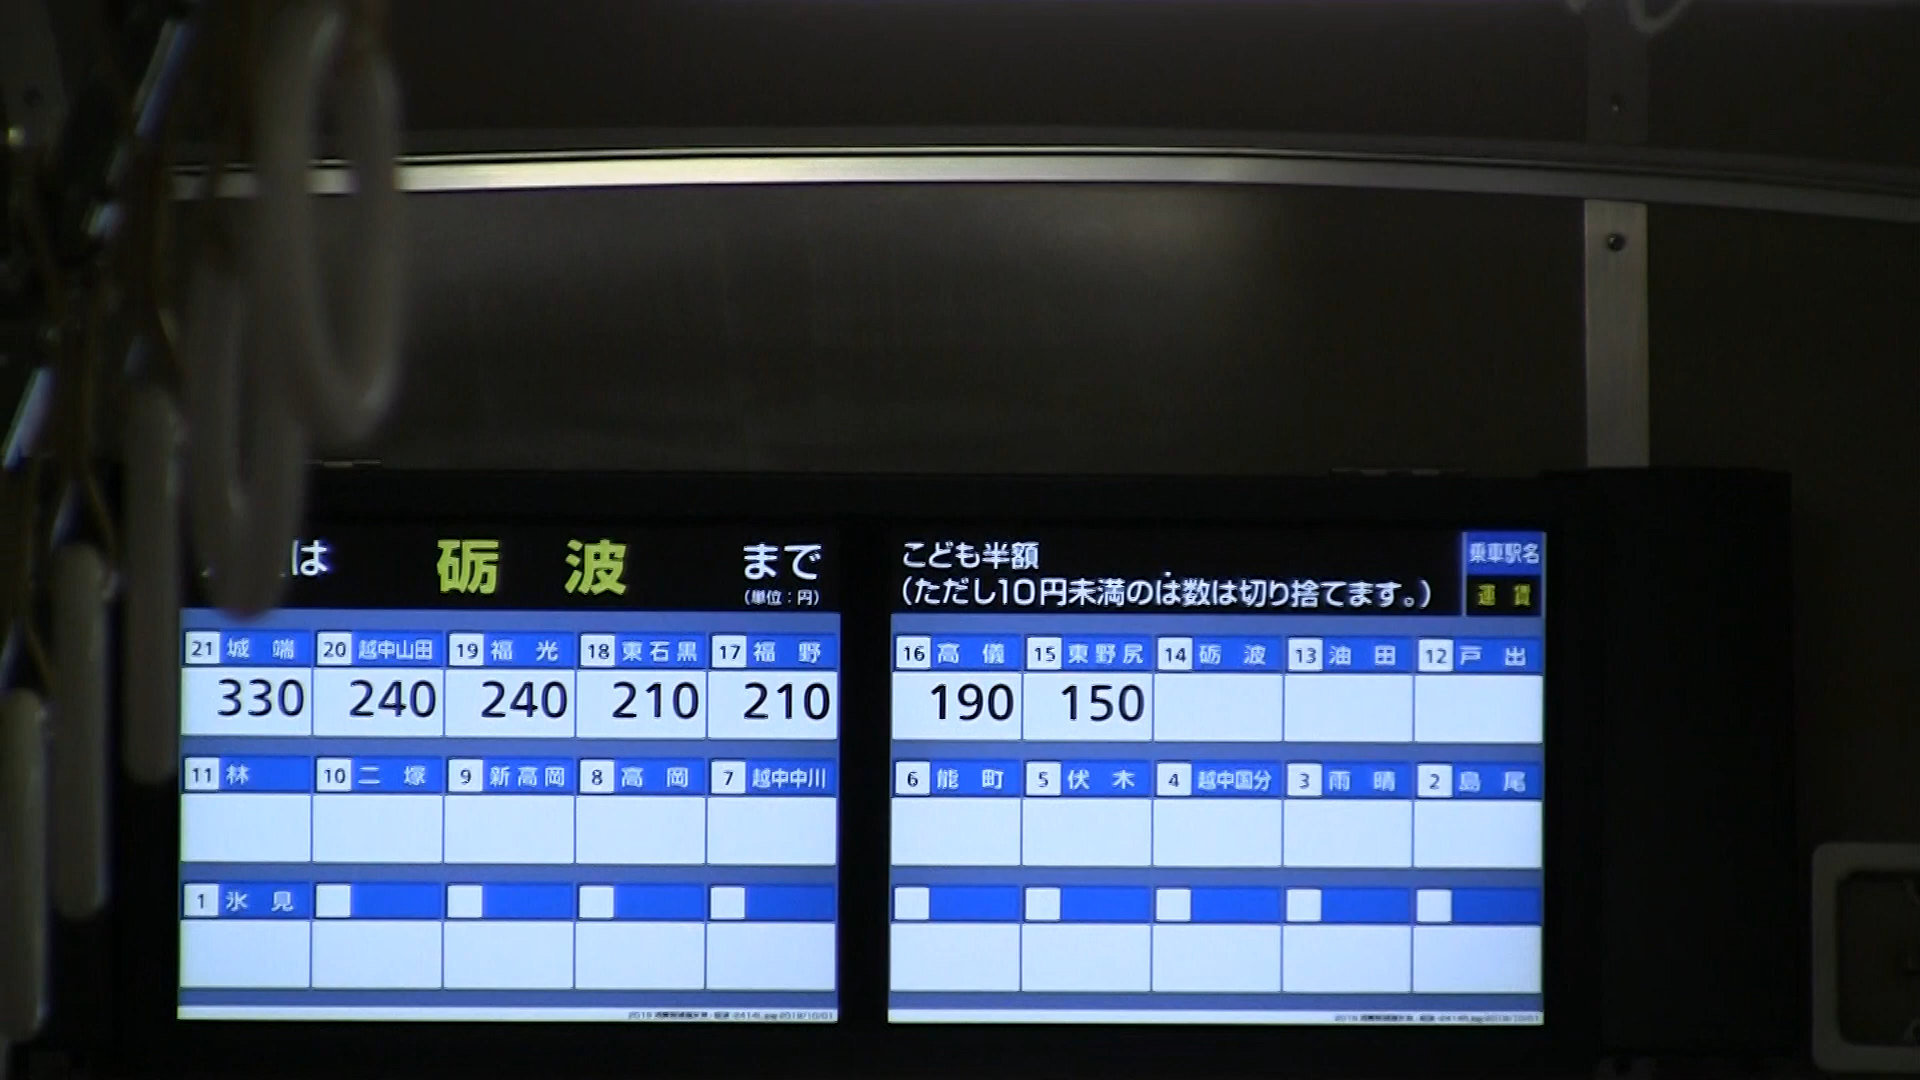 は 砺 波 まで
(単位：円)
こども半額
(ただし10円未満のは数は切り捨てます。)
乗車駅名
運 賃
21 城 端 20 越中山田 19 福 光 18 東石黒 17 福 野
330 240 240 210 210
16 高 儀 15 東野尻 14 砺 波 13 油 田 12 戸 出
190 150
11 林 10 二 塚 9 新高岡 8 高 岡 7 越中中川
6 能 町 5 伏 木 4 越中国分 3 雨 晴 2 島 尾
1 氷 見